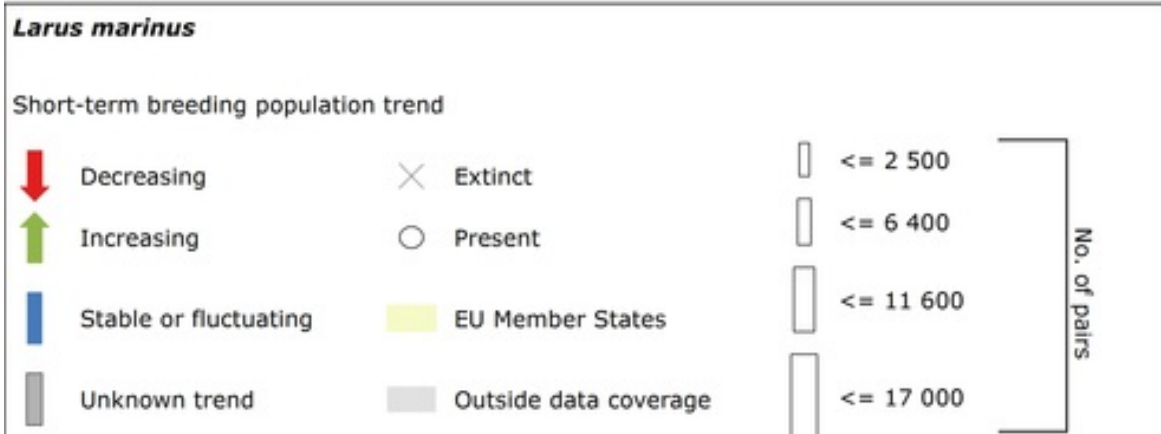 Larus marinus
Short-term breeding population trend
Decreasing
Increasing
Stable or fluctuating
Unknown trend
Extinct
Present
EU Member States
Outside data coverage
<= 2 500
<= 6 400
<= 11 600
<= 17 000
No. of pairs